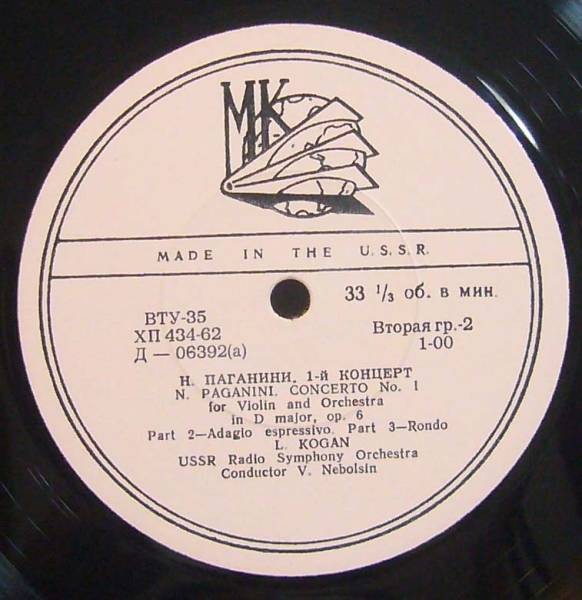 МК
MADE IN THE U.S.S.R.
33 1/3 об. в мин.
ВТУ-35
ХП 434-62
Д — 06392(а)
Вторая гр.-2
1-00
Н. ПАГАНИНИ. 1-й КОНЦЕРТ
N. PAGANINI. CONCERTO No. 1
for Violin and Orchestra
in D major, op. 6
Part 2—Adagio espressivo. Part 3—Rondo
L. KOGAN
USSR Radio Symphony Orchestra
Conductor V. Nebolsin